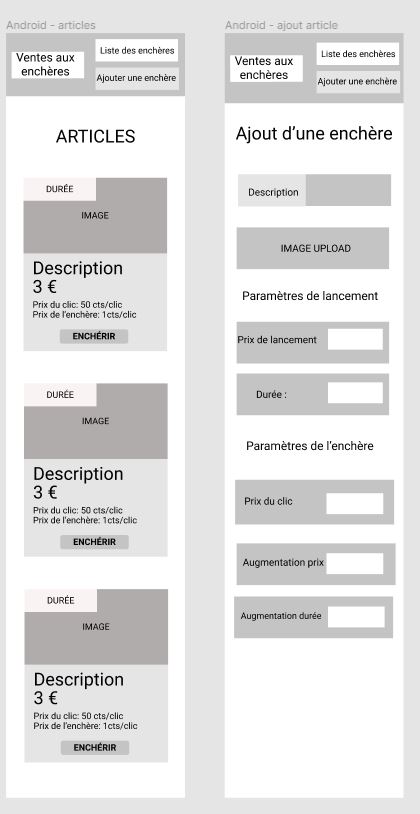 Android - articles
Ventes aux
enchères
Liste des enchères
Ajouter une enchère
ARTICLES
DURÉE
IMAGE
Description
3 €
Prix du clic: 50 cts/clic
Prix de l'enchère: 1cts/clic
ENCHÉRIR
DURÉE
IMAGE
Description
3 €
Prix du clic: 50 cts/clic
Prix de l'enchère: 1cts/clic
ENCHÉRIR
DURÉE
IMAGE
Description
3 €
Prix du clic: 50 cts/clic
Prix de l'enchère: 1cts/clic
ENCHÉRIR
Android - ajout article
Ventes aux
enchères
Liste des enchères
Ajouter une enchère
Ajout d'une enchère
Description
IMAGE UPLOAD
Paramètres de lancement
Prix de lancement
Durée :
Paramètres de l'enchère
Prix du clic
Augmentation prix
Augmentation durée